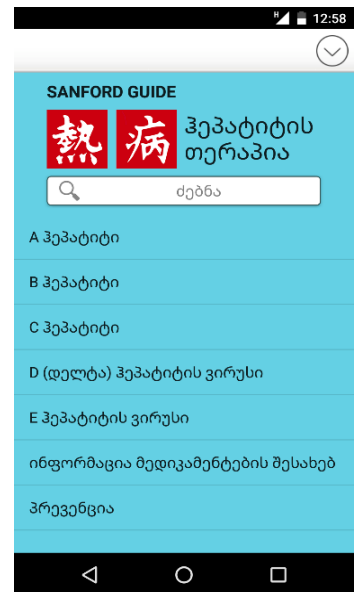 H 12:58
SANFORD GUIDE
熱病 ჰეპატიტის
თერაპია
ძებნა
A ჰეპატიტი
B ჰეპატიტი
C ჰეპატიტი
D (დელტა) ჰეპატიტის ვირუსი
E ჰეპატიტის ვირუსი
ინფორმაცია მედიკამენტების შესახებ
პრევენცია